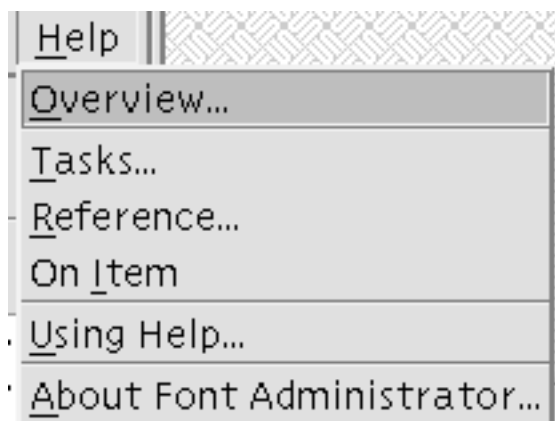 Help
Overview...
Tasks...
Reference...
On Item
Using Help...
About Font Administrator...